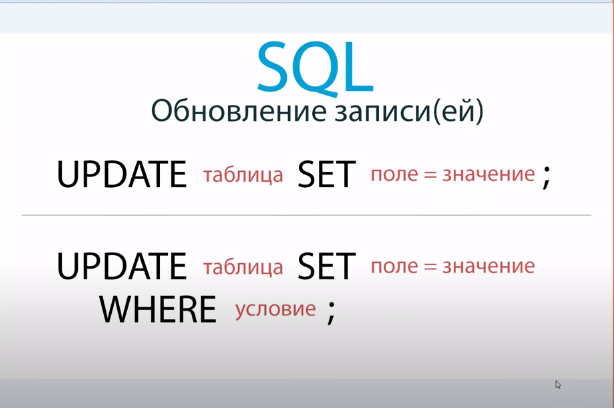 SQL
Обновление записи(ей)
UPDATE таблица SET поле = значение ;
UPDATE таблица SET поле = значение
WHERE условие ;